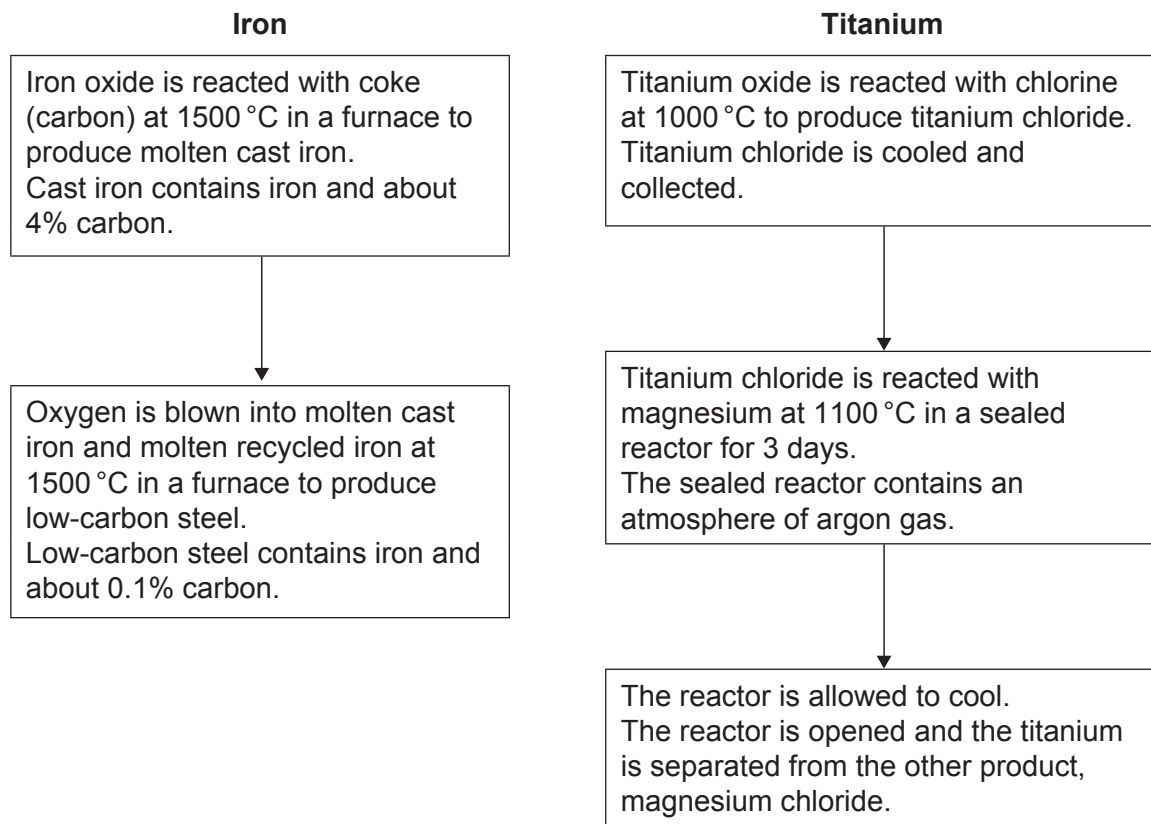 Iron
Iron oxide is reacted with coke
(carbon) at 1500 °C in a furnace to
produce molten cast iron.
Cast iron contains iron and about
4% carbon.
Oxygen is blown into molten cast
iron and molten recycled iron at
1500 °C in a furnace to produce
low-carbon steel.
Low-carbon steel contains iron and
about 0.1% carbon.
Titanium
Titanium oxide is reacted with chlorine
at 1000 °C to produce titanium chloride.
Titanium chloride is cooled and
collected.
Titanium chloride is reacted with
magnesium at 1100 °C in a sealed
reactor for 3 days.
The sealed reactor contains an
atmosphere of argon gas.
The reactor is allowed to cool.
The reactor is opened and the titanium
is separated from the other product,
magnesium chloride.